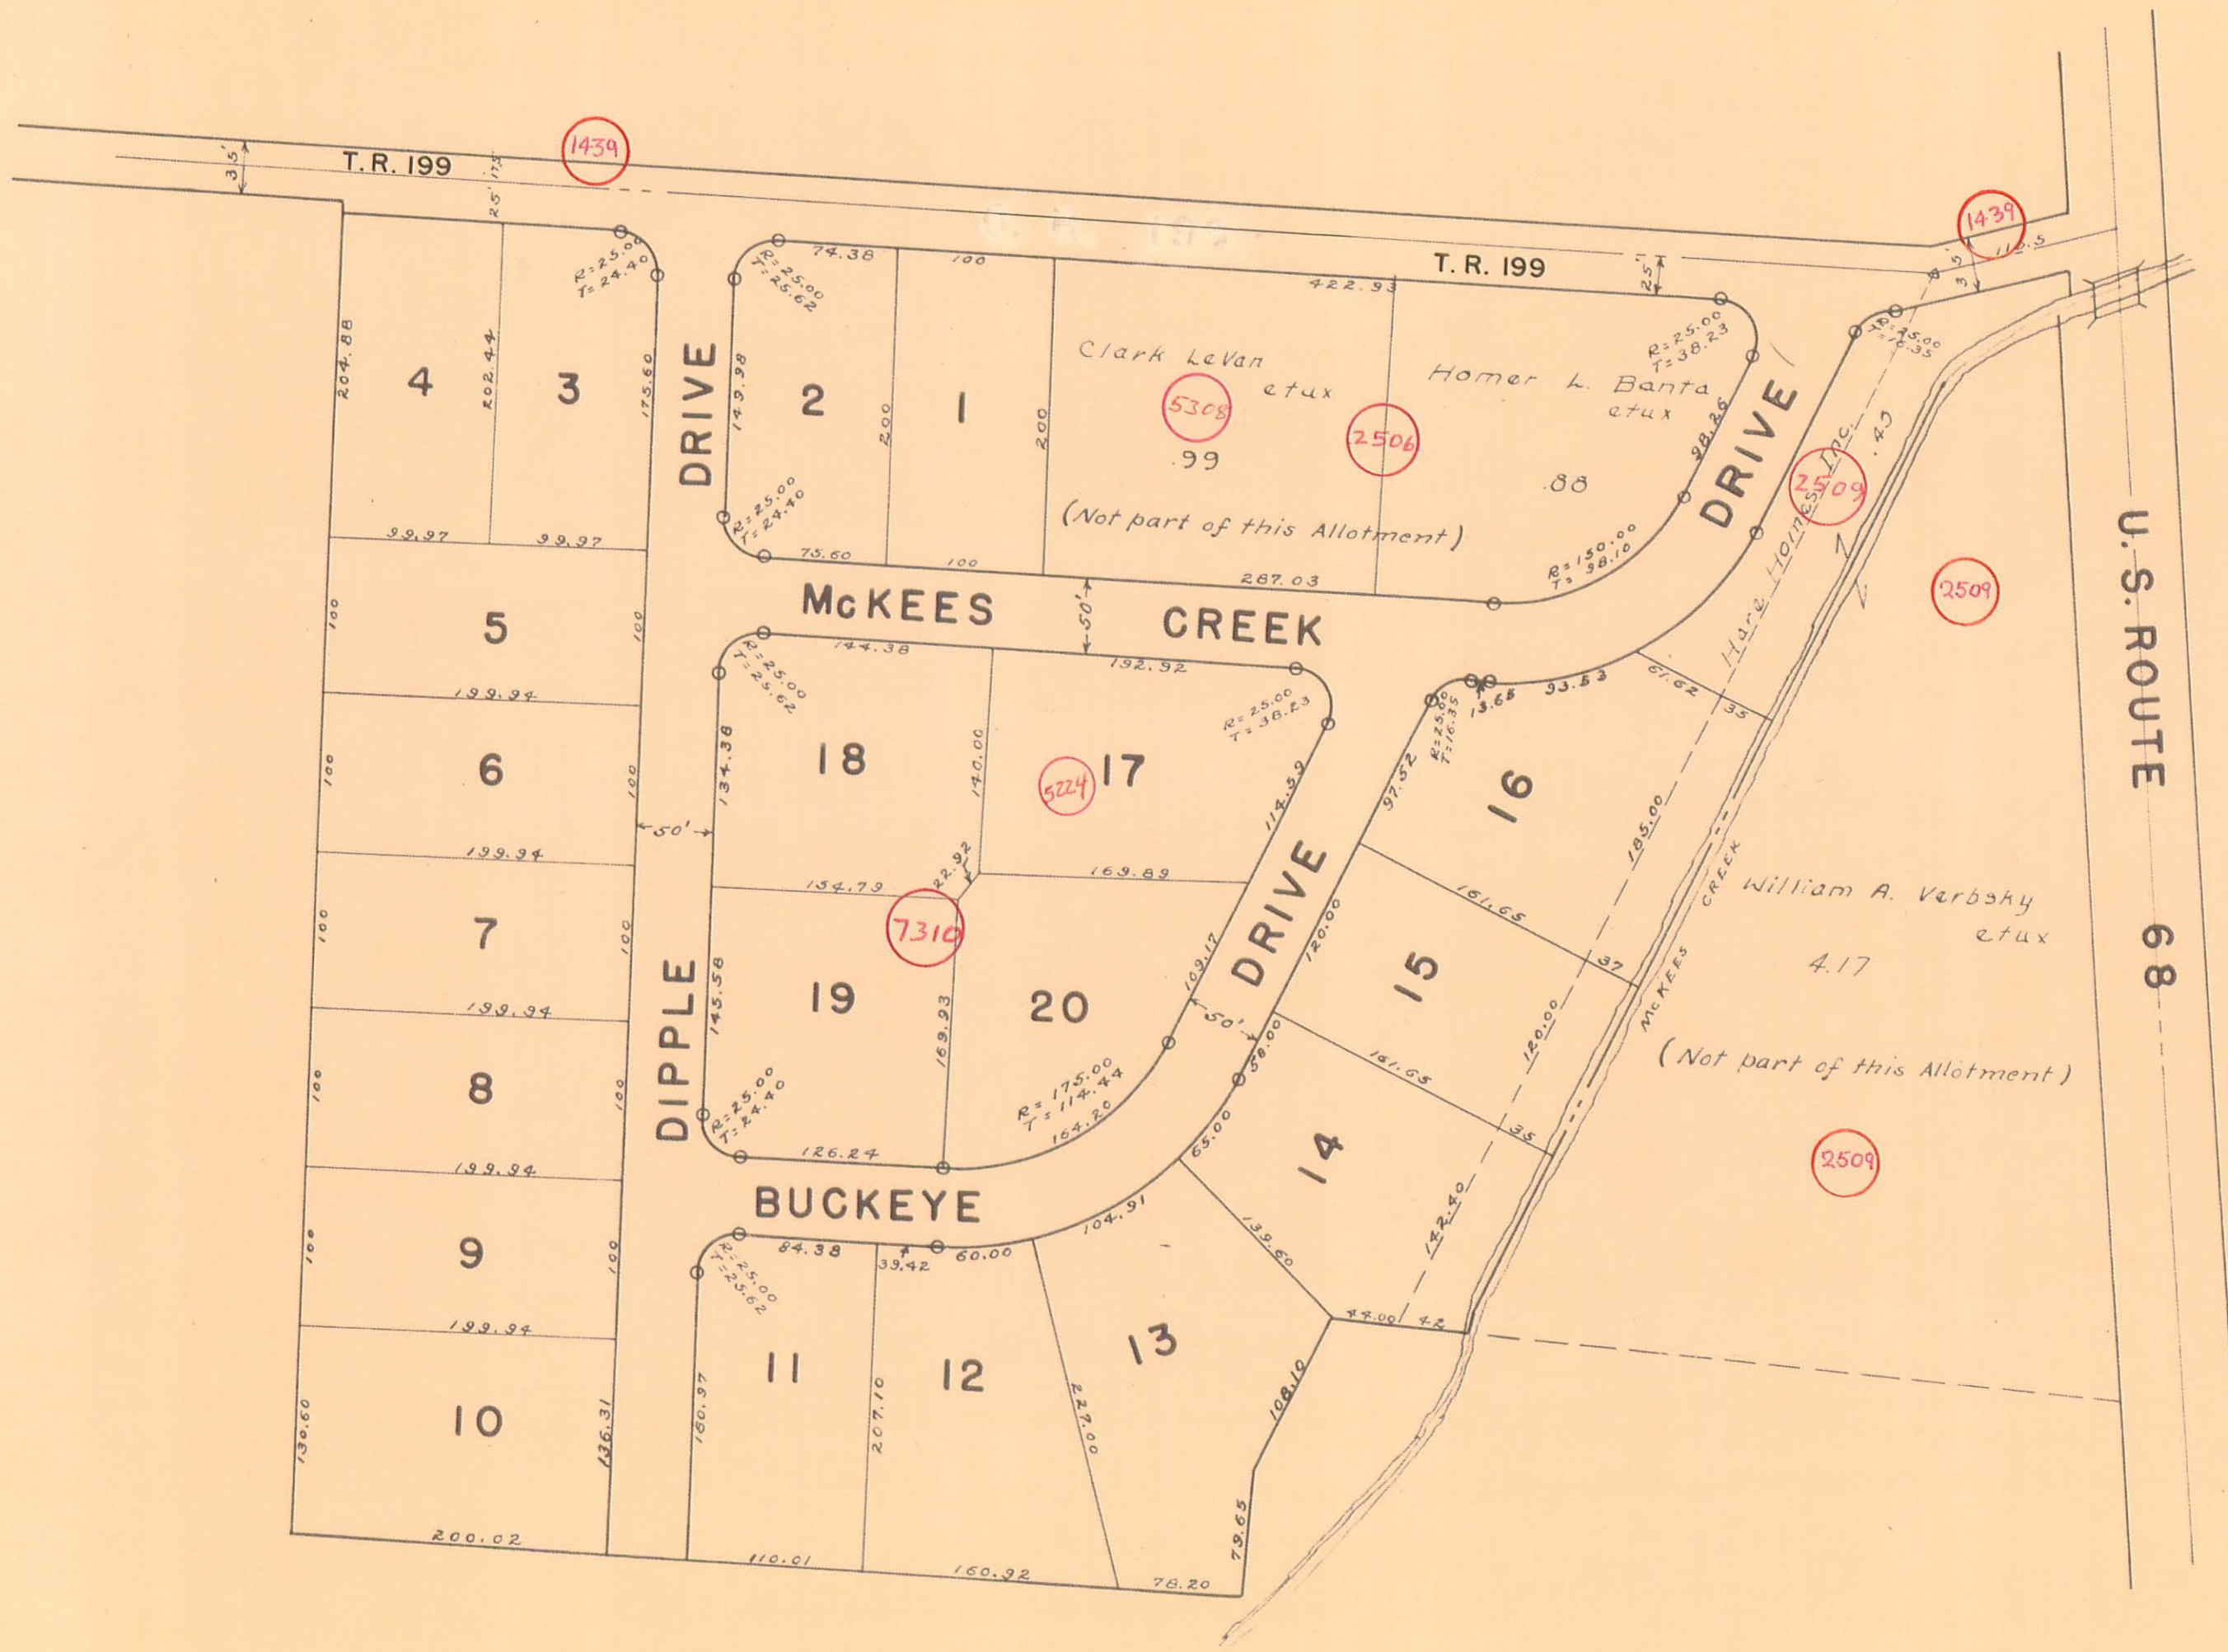 1439
T. R. 199
35'
25'
17.5'
1439
110.5
35'
T. R. 199
25'
R=25.00
T=24.40
74.38
R=25.00
T=25.62
100
422.93
R=25.00
T=38.23
R=25.00
T=16.35
204.88
4
202.44
3
175.60
DRIVE
149.98
2
200
1
200
Clark LeVan
etux
5308
.99
2506
Homer L. Banta
etux
.88
(Not part of this Allotment)
98.26
DRIVE
2509
Hare Homes, Inc.
.49
R=25.00
T=24.40
75.60
100
287.03
R=150.00
T=98.10
99.97
99.97
100
5
100
McKEES
50'
CREEK
2509
U. S. ROUTE
68
199.94
R=25.00
T=25.62
144.38
192.92
R=25.00
T=38.23
R=25.00
T=16.35
13.65
93.53
61.62
35
100
6
100
134.38
18
140.00
5224
17
114.59
97.52
16
185.00
50'
199.94
154.79
22.92
169.89
7310
161.65
37
McKEES CREEK
William A. Verbsky
etux
4.17
(Not part of this Allotment)
2509
100
7
100
DRIVE
120.00
15
120.00
109.17
50'
199.94
145.58
19
169.93
20
R=175.00
T=114.44
164.20
50.00
161.65
35
100
8
100
DIPPLE
R=25.00
T=24.40
126.24
65.00
14
142.40
199.94
BUCKEYE
104.91
139.60
100
9
100
R=25.00
T=25.62
84.38
39.42
60.00
199.94
44.00
42
130.60
10
136.31
180.97
11
207.10
12
227.00
13
108.10
79.65
200.02
110.01
160.92
78.20